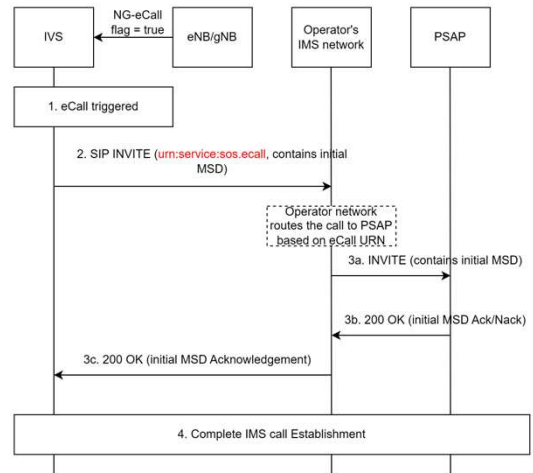 NG-eCall
flag = true
IVS
eNB/gNB
Operator's
IMS network
PSAP
1. eCall triggered
2. SIP INVITE (urn:service:sos.ecall, contains initial
MSD)
Operator network
routes the call to PSAP
based on eCall URN
3a. INVITE (contains initial MSD)
3b. 200 OK (initial MSD Ack/Nack)
3c. 200 OK (initial MSD Acknowledgement)
4. Complete IMS call Establishment